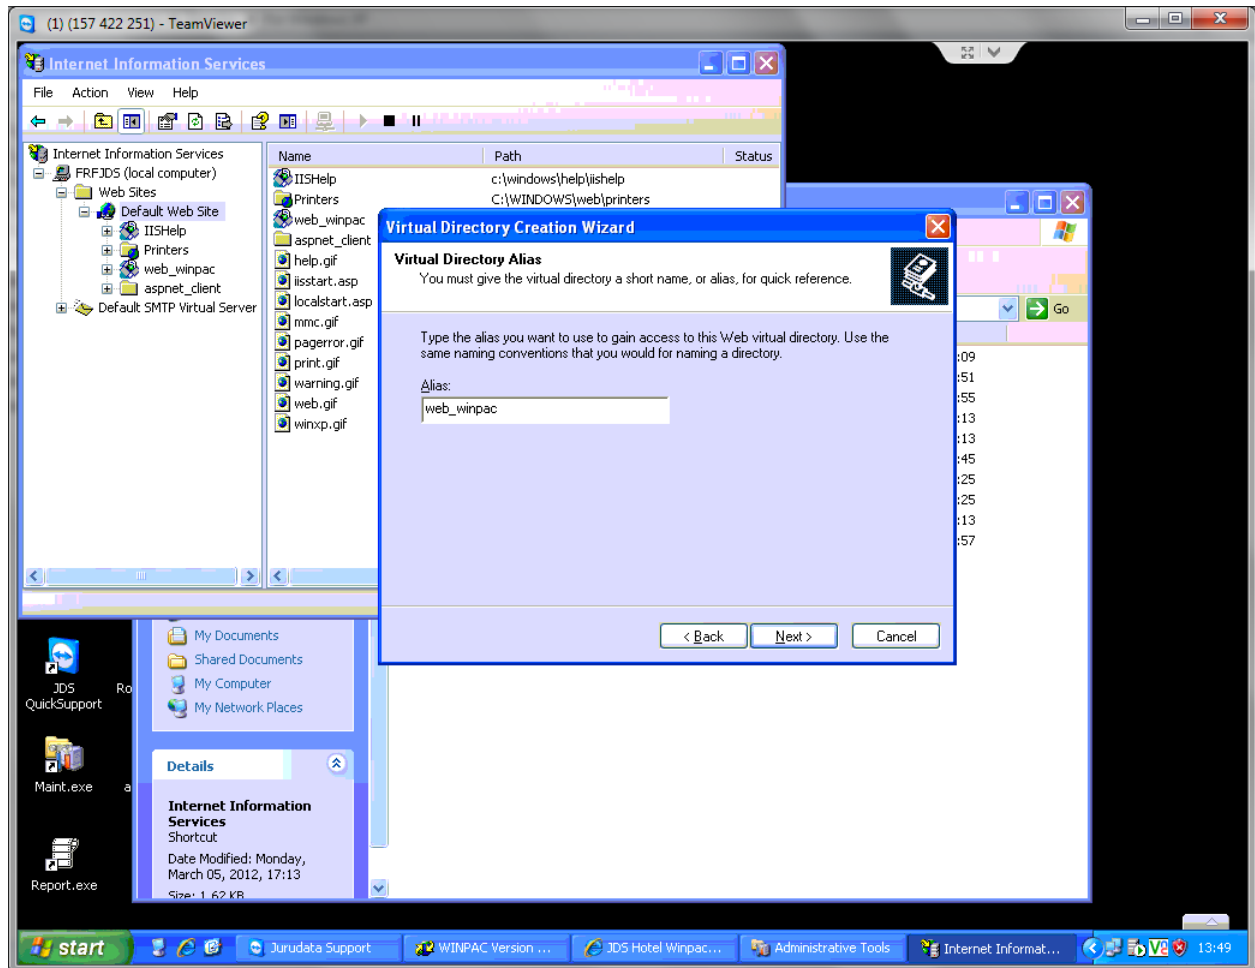 (1) (157 422 251) - TeamViewer
Internet Information Services
File Action View Help
Internet Information Services
FRFJDS (local computer)
Web Sites
Default Web Site
IISHelp
Printers
web_winpac
aspnet_client
Default SMTP Virtual Server
Name Path Status
IISHelp c:\windows\help\iishelp
Printers C:\WINDOWS\web\printers
web_winpac
aspnet_client
help.gif
iisstart.asp
localstart.asp
mmc.gif
pagerror.gif
print.gif
warning.gif
web.gif
winxp.gif
Virtual Directory Creation Wizard
Virtual Directory Alias
You must give the virtual directory a short name, or alias, for quick reference.
Type the alias you want to use to gain access to this Web virtual directory. Use the
same naming conventions that you would for naming a directory.
Alias:
web_winpac
< Back Next > Cancel
Go
:09
:51
:55
:13
:13
:45
:25
:25
:13
:57
My Documents
Shared Documents
My Computer
My Network Places
Details
Internet Information
Services
Shortcut
Date Modified: Monday,
March 05, 2012, 17:13
Size: 1.62 KB
JDS
QuickSupport
Ro
Maint.exe
a
Report.exe
start
Jurudata Support
WINPAC Version ...
JDS Hotel Winpac...
Administrative Tools
Internet Informat...
V2
13:49